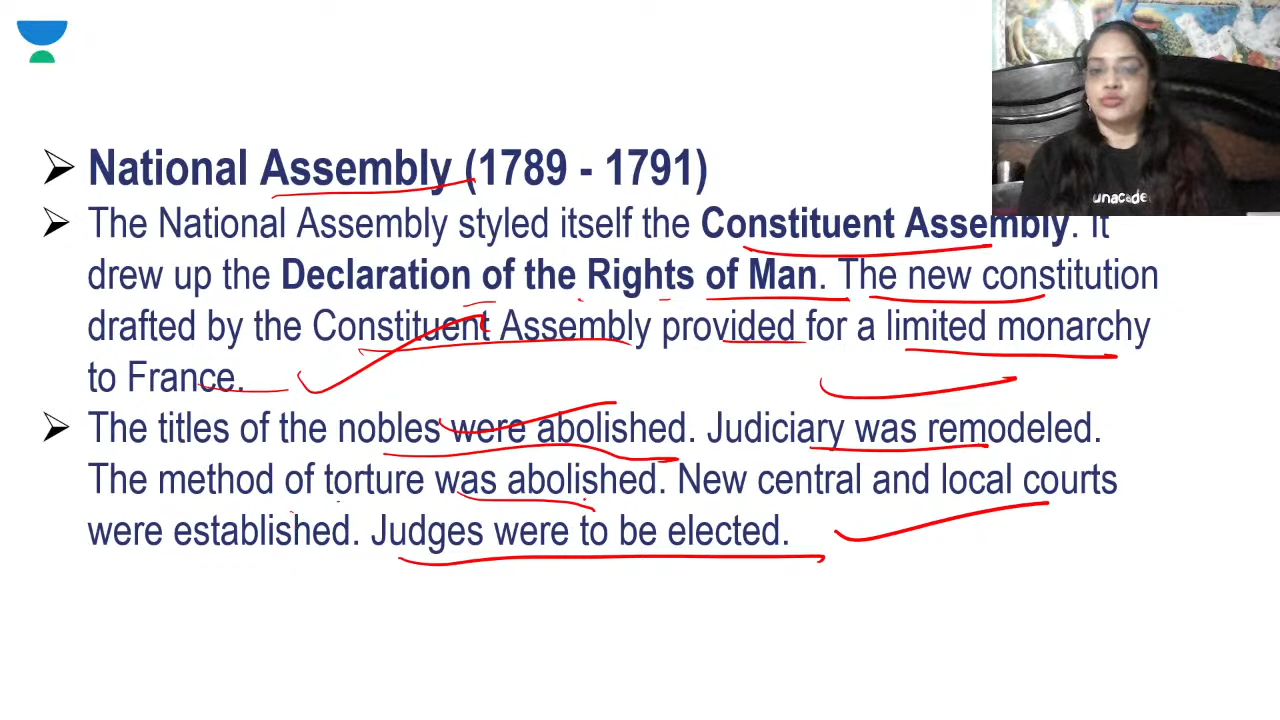 National Assembly (1789 - 1791)
The National Assembly styled itself the Constituent Assembly. It
drew up the Declaration of the Rights of Man. The new constitution
drafted by the Constituent Assembly provided for a limited monarchy
to France.
The titles of the nobles were abolished. Judiciary was remodeled.
The method of torture was abolished. New central and local courts
were established. Judges were to be elected.
unacade